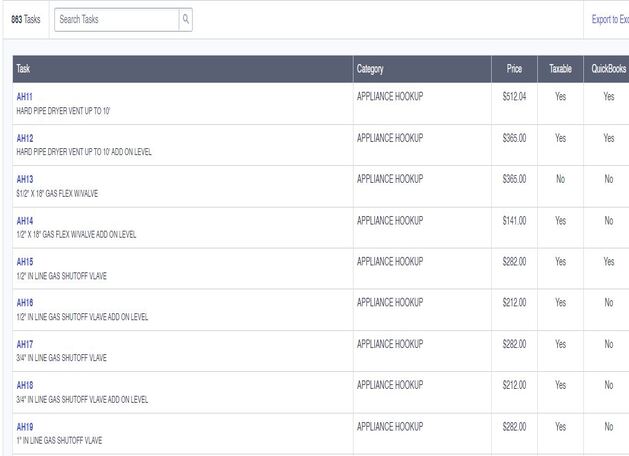 863 Tasks Search Tasks Export to Exc
Task Category Price Taxable QuickBooks
AH11 APPLIANCE HOOKUP $512.04 Yes Yes
HARD PIPE DRYER VENT UP TO 10'
AH12 APPLIANCE HOOKUP $365.00 Yes Yes
HARD PIPE DRYER VENT UP TO 10' ADD ON LEVEL
AH13 APPLIANCE HOOKUP $365.00 No No
$1/2" X 18" GAS FLEX W/VALVE
AH14 APPLIANCE HOOKUP $141.00 Yes No
1/2" X 18" GAS FLEX W/VALVE ADD ON LEVEL
AH15 APPLIANCE HOOKUP $282.00 Yes Yes
1/2" IN LINE GAS SHUTOFF VLAVE
AH16 APPLIANCE HOOKUP $212.00 Yes No
1/2" IN LINE GAS SHUTOFF VLAVE ADD ON LEVEL
AH17 APPLIANCE HOOKUP $282.00 Yes No
3/4" IN LINE GAS SHUTOFF VLAVE
AH18 APPLIANCE HOOKUP $212.00 Yes No
3/4" IN LINE GAS SHUTOFF VLAVE ADD ON LEVEL
AH19 APPLIANCE HOOKUP $282.00 Yes No
1" IN LINE GAS SHUTOFF VLAVE